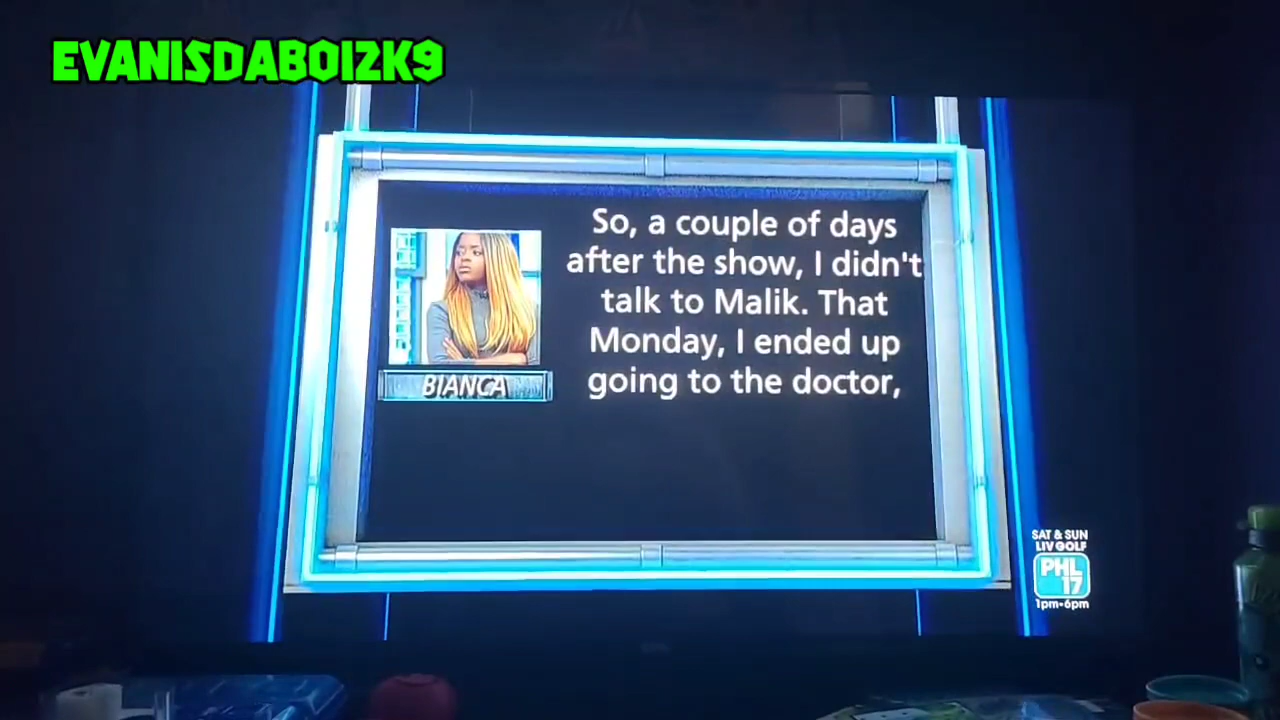 EVANISDABOIZK9
So, a couple of days
after the show, I didn't
talk to Malik. That
Monday, I ended up
going to the doctor,
BIANCA
SAT & SUN
LIV GOLF
PHL
17
1pm-6pm